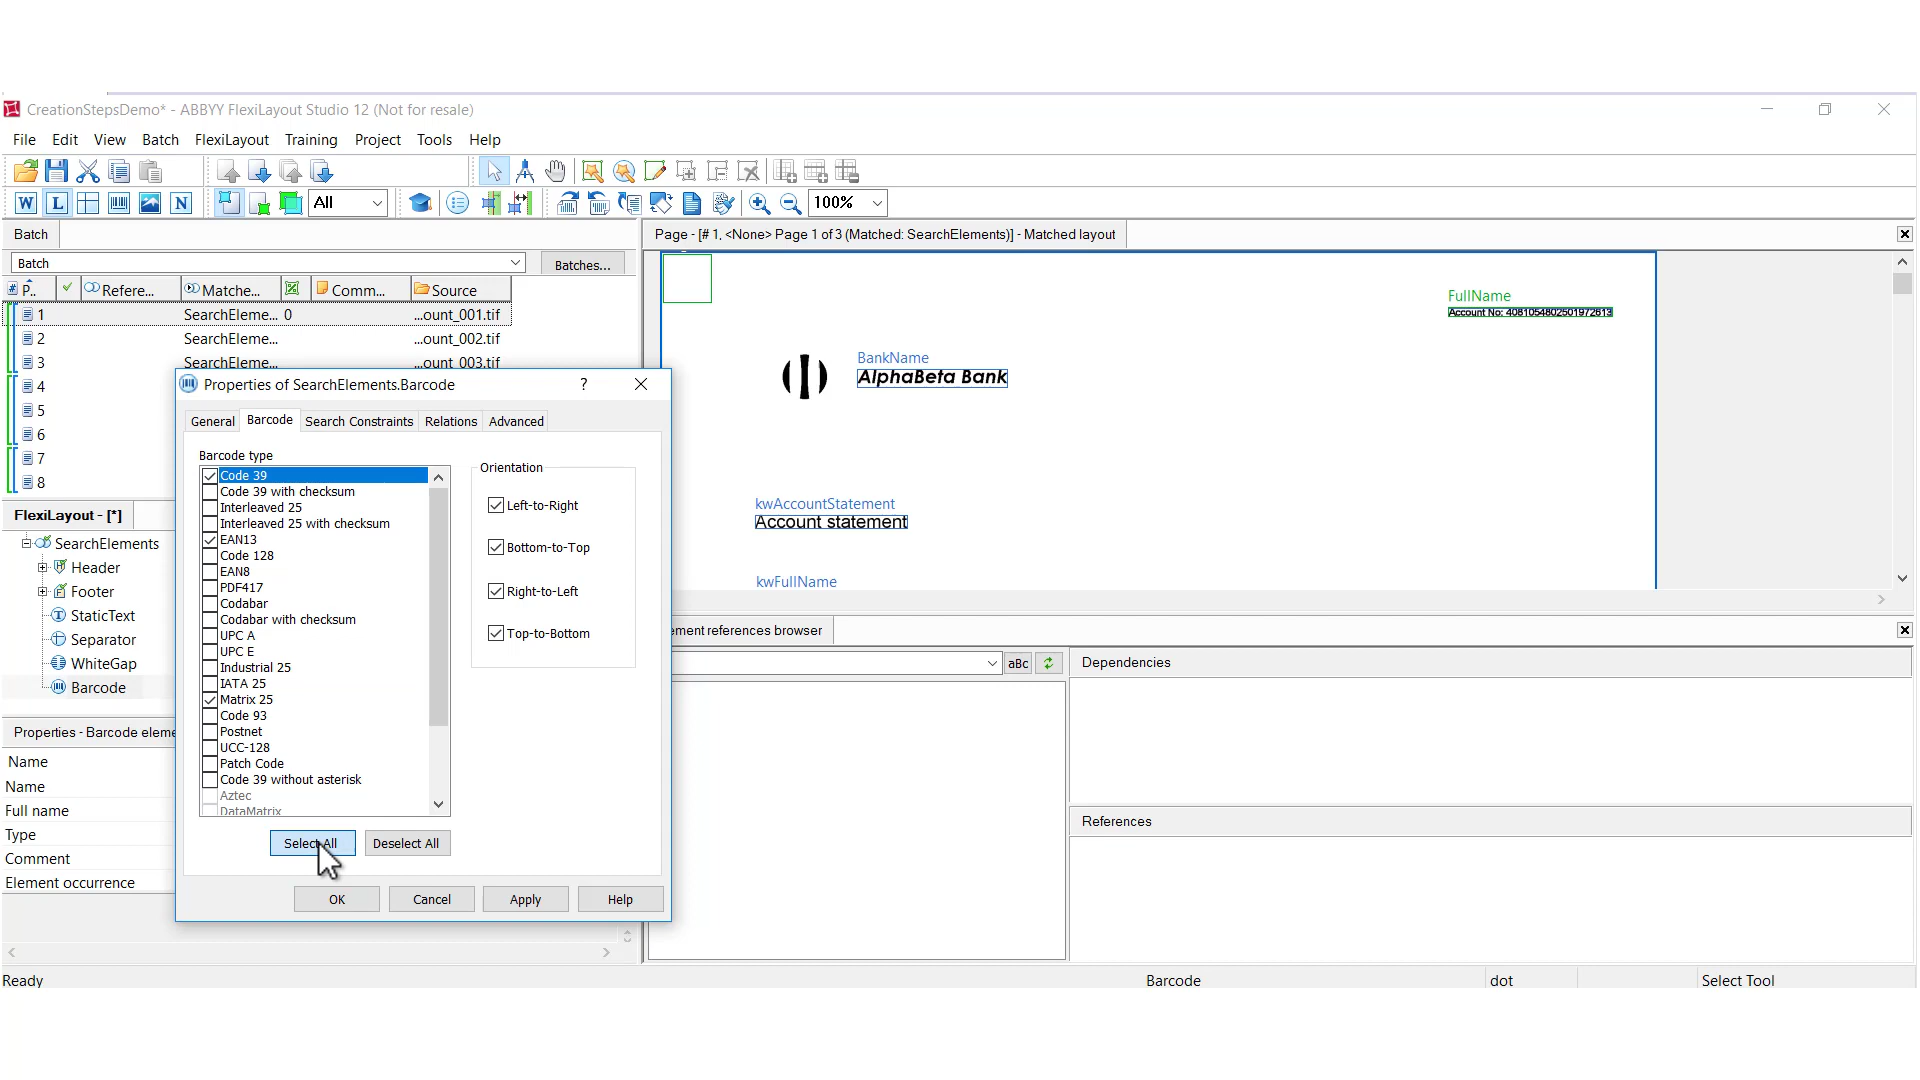 CreationStepsDemo* - ABBYY FlexiLayout Studio 12 (Not for resale)
File Edit View Batch FlexiLayout Training Project Tools Help
W L N All 100%
Batch
Batch Batches...
# P.. Refere... Matche... Comm... Source
1 SearchEleme... 0 ...ount_001.tif
2 SearchEleme... ...ount_002.tif
3 SearchEleme... ...ount_003.tif
4
5
6
7
8
FlexiLayout - [*]
SearchElements
Header
Footer
StaticText
Separator
WhiteGap
Barcode
Properties - Barcode eleme
Name
Name
Full name
Type
Comment
Element occurrence
Properties of SearchElements.Barcode ?
General Barcode Search Constraints Relations Advanced
Barcode type
Code 39
Code 39 with checksum
Interleaved 25
Interleaved 25 with checksum
EAN13
Code 128
EAN8
PDF417
Codabar
Codabar with checksum
UPC A
UPC E
Industrial 25
IATA 25
Matrix 25
Code 93
Postnet
UCC-128
Patch Code
Code 39 without asterisk
Aztec
DataMatrix
Orientation
Left-to-Right
Bottom-to-Top
Right-to-Left
Top-to-Bottom
Select All Deselect All
OK Cancel Apply Help
Page - [# 1, <None> Page 1 of 3 (Matched: SearchElements)] - Matched layout
FullName
Account No: 4081054802501972613
BankName
AlphaBeta Bank
kwAccountStatement
Account statement
kwFullName
ement references browser
aBc
Dependencies
References
Ready Barcode dot Select Tool